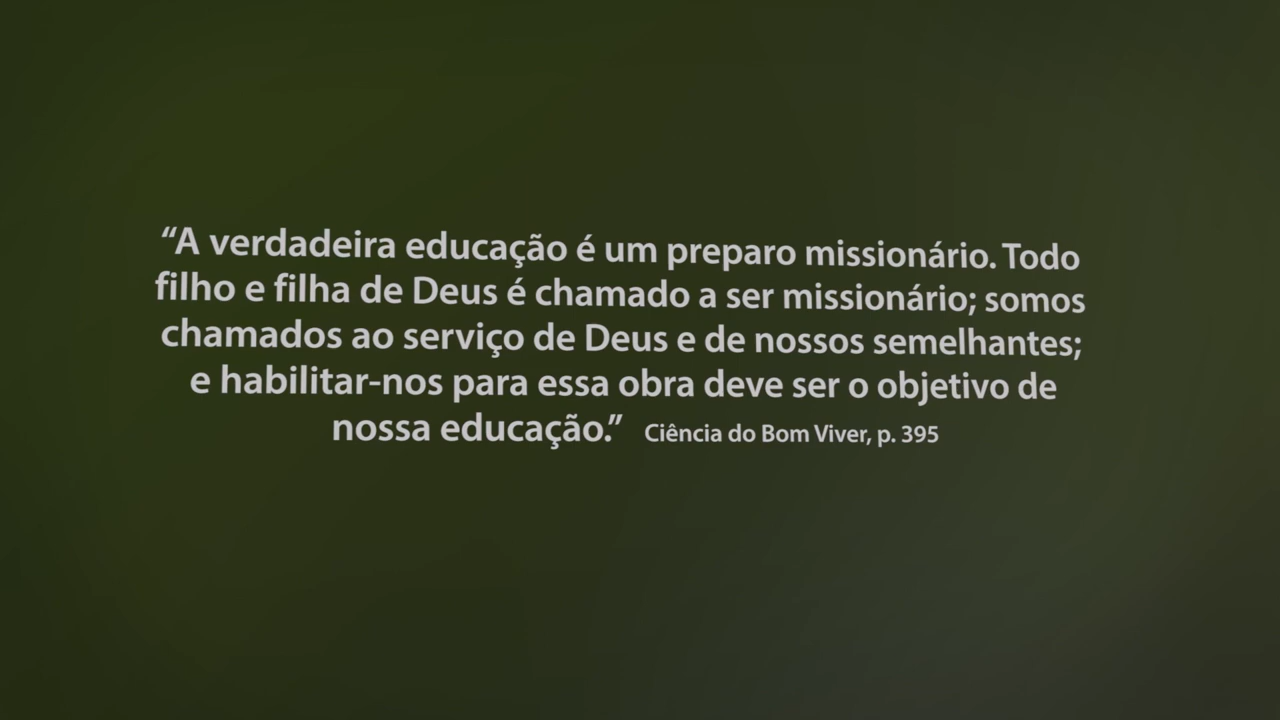 “A verdadeira educação é um preparo missionário. Todo
filho e filha de Deus é chamado a ser missionário; somos
chamados ao serviço de Deus e de nossos semelhantes;
e habilitar-nos para essa obra deve ser o objetivo de
nossa educação.” Ciência do Bom Viver, p. 395